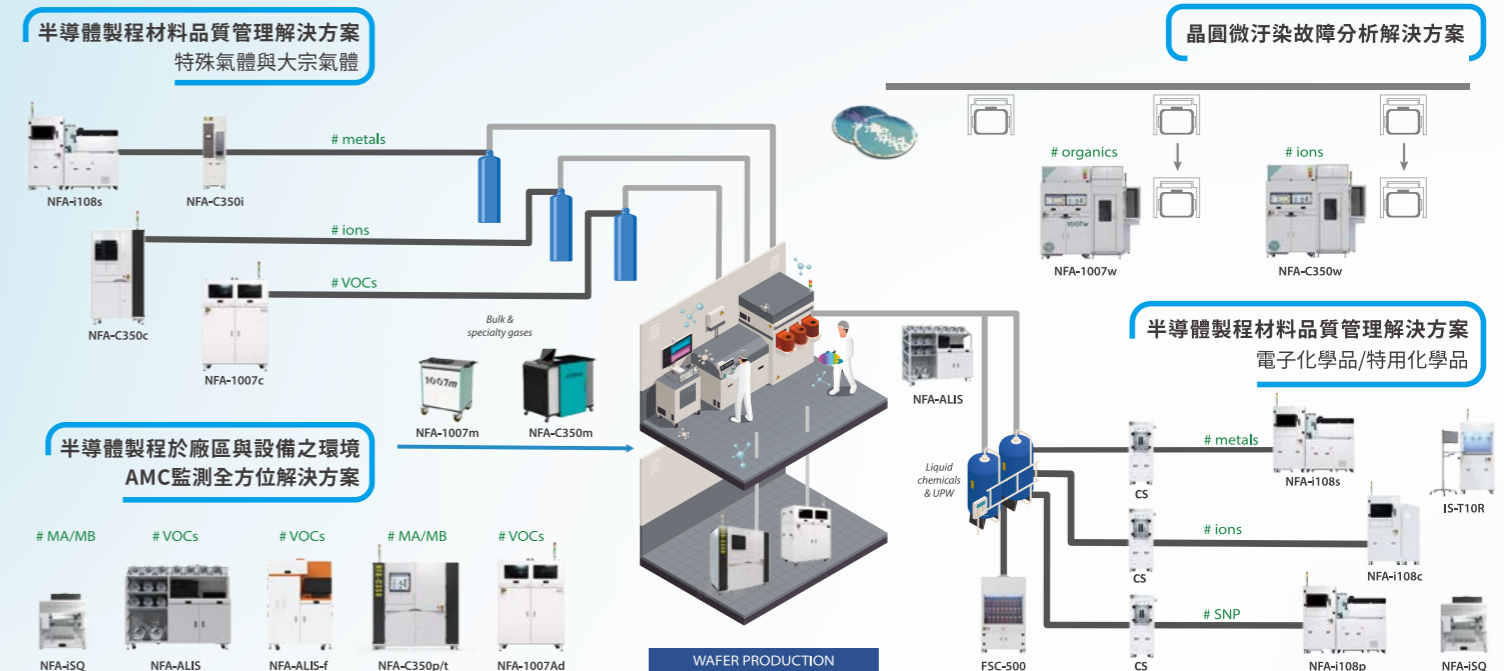 半導體製程材料品質管理解決方案
特殊氣體與大宗氣體
# metals
NFA-i108s
NFA-C350i
# ions
NFA-C350c
# VOCs
NFA-1007c
Bulk &
specialty gases
1007m
NFA-1007m
NFA-C350m
半導體製程於廠區與設備之環境
AMC監測全方位解決方案
# MA/MB
# VOCs
# VOCs
# MA/MB
# VOCs
NFA-iSQ
NFA-ALIS
NFA-ALIS-f
NFA-C350p/t
NFA-1007Ad
WAFER PRODUCTION
晶圓微汙染故障分析解決方案
# organics
1007w
NFA-1007w
# ions
NFA-C350w
半導體製程材料品質管理解決方案
電子化學品/特用化學品
NFA-ALIS
Liquid
chemicals
& UPW
# metals
CS
NFA-i108s
IS-T10R
# ions
CS
NFA-i108c
# SNP
FSC-500
CS
NFA-i108p
NFA-iSQ